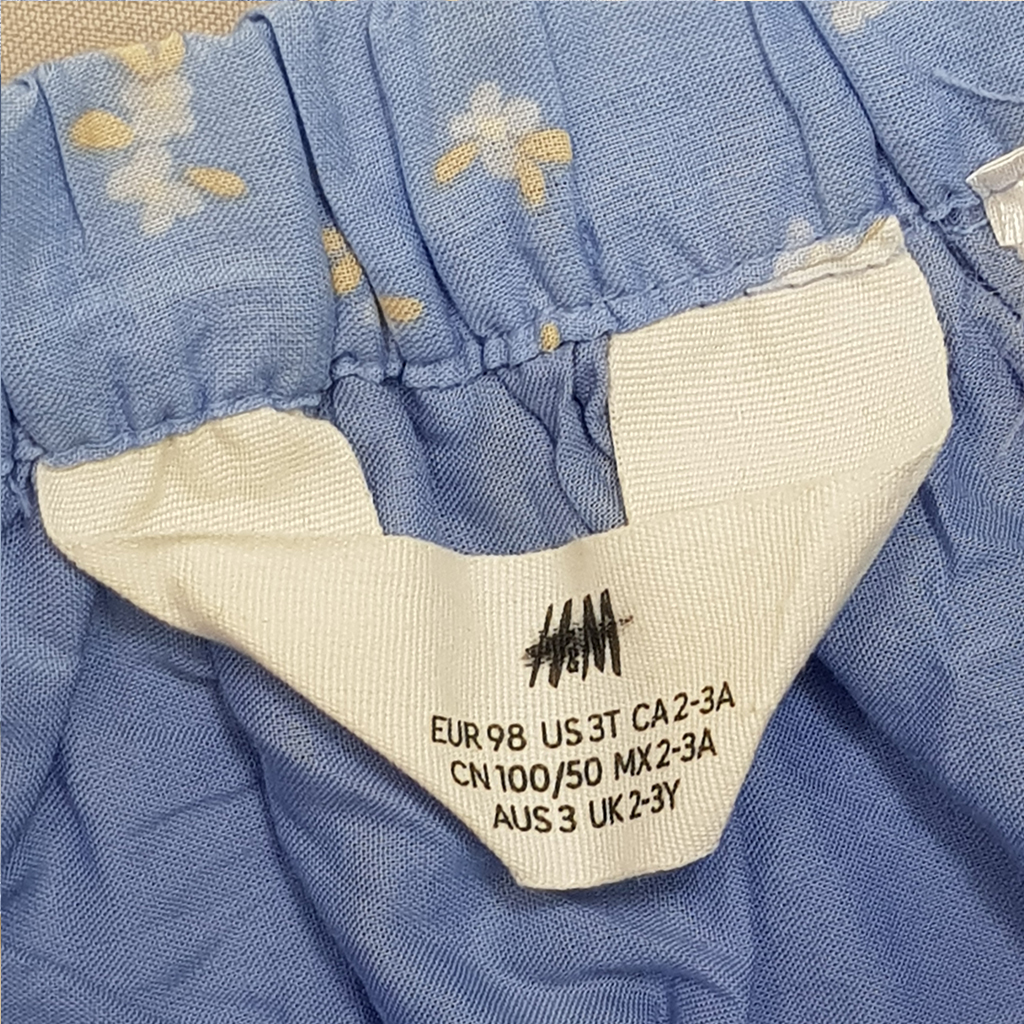 H&M
EUR 98 US 3T CA 2-3A
CN 100/50 MX 2-3A
AUS 3 UK 2-3Y